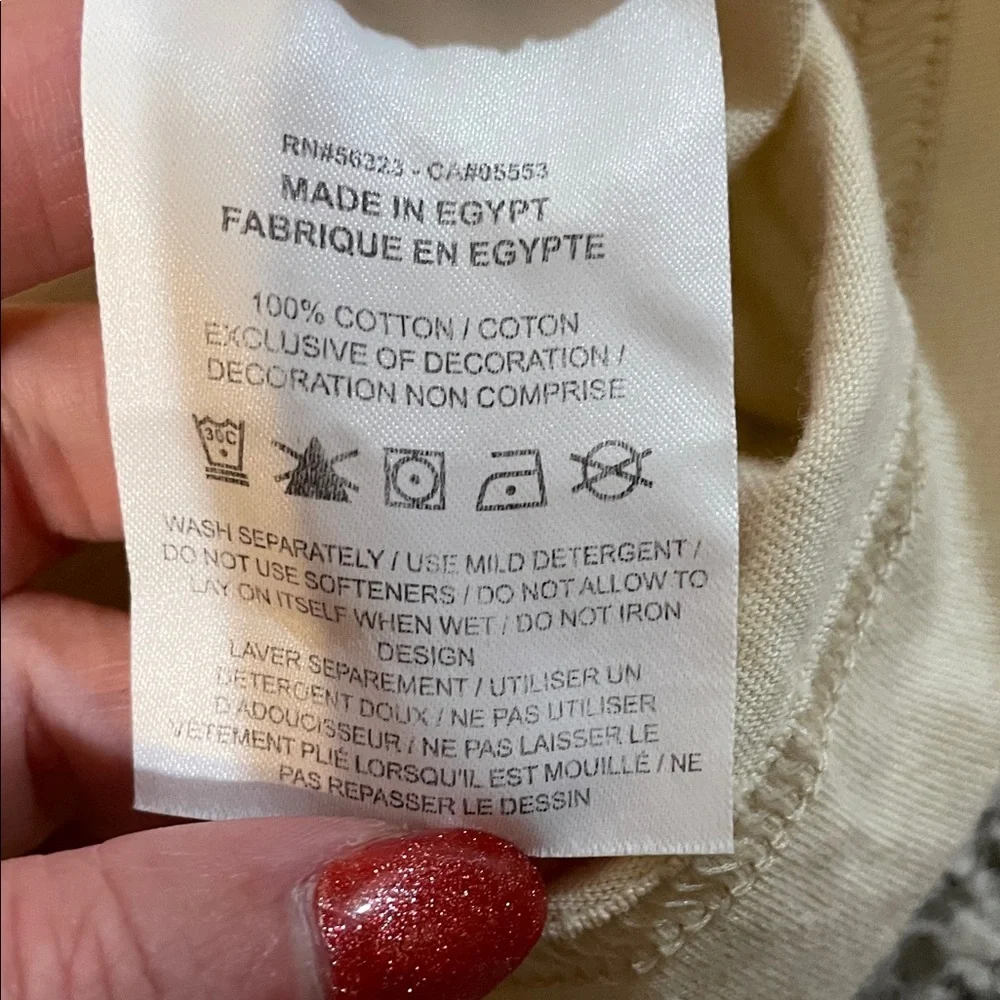 RN#56323 - CA#05553
MADE IN EGYPT
FABRIQUE EN EGYPTE
100% COTTON / COTON
EXCLUSIVE OF DECORATION /
DECORATION NON COMPRISE
30C
WASH SEPARATELY / USE MILD DETERGENT /
DO NOT USE SOFTENERS / DO NOT ALLOW TO
LAY ON ITSELF WHEN WET / DO NOT IRON
DESIGN
LAVER SEPAREMENT / UTILISER UN
DETERGENT DOUX / NE PAS UTILISER
D'ADOUCISSEUR / NE PAS LAISSER LE
VÊTEMENT PLIÉ LORSQU'IL EST MOUILLÉ / NE
PAS REPASSER LE DESSIN